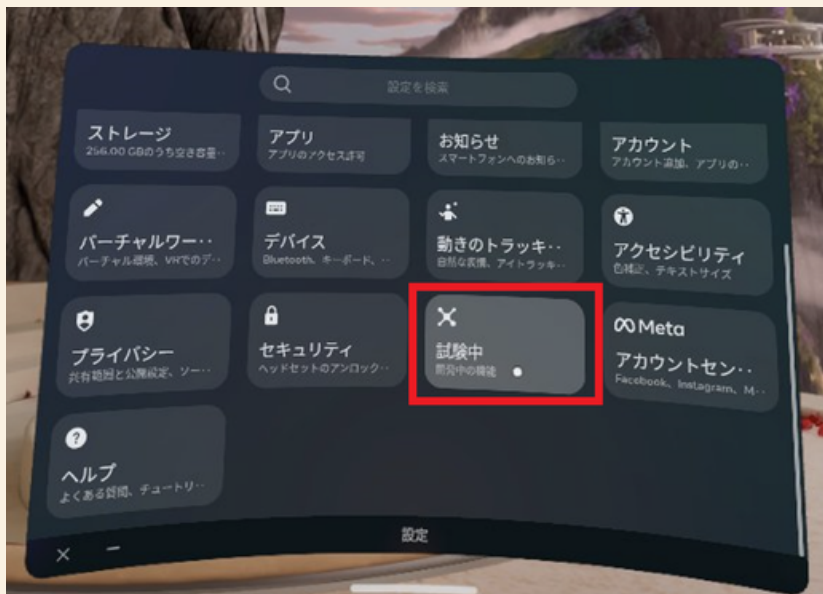 設定を検索
ストレージ
256.00 GBのうち空き容量··
アプリ
アプリのアクセス許可
お知らせ
スマートフォンへのお知ら··
アカウント
アカウント追加、アプリの··
バーチャルワー··
バーチャル環境、VRでのデ··
デバイス
Bluetooth、キーボード、··
動きのトラッキ··
自然な表情、アイトラッキ··
アクセシビリティ
色補正、テキストサイズ
プライバシー
共有範囲と公開設定、ソー··
セキュリティ
ヘッドセットのアンロック··
試験中
開発中の機能
Meta
アカウントセン··
Facebook、Instagram、M··
ヘルプ
よくある質問、チュートリ··
設定